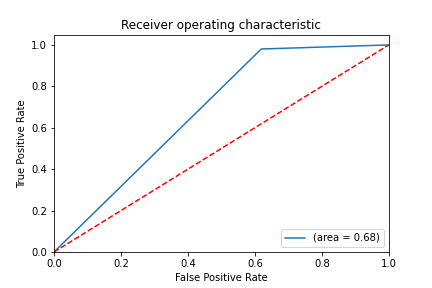 Receiver operating characteristic
1.0
0.8
0.6
0.4
0.2
0.0
True Positive Rate
(area = 0.68)
0.0 0.2 0.4 0.6 0.8 1.0
False Positive Rate